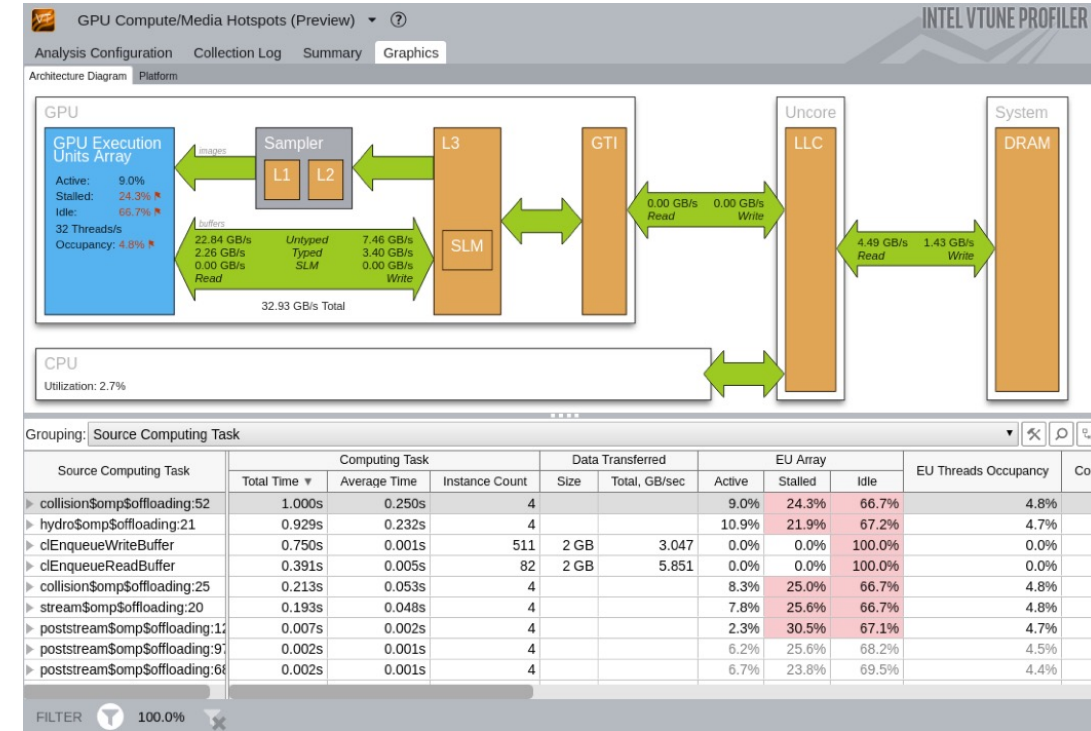 GPU Compute/Media Hotspots (Preview) ?
INTEL VTUNE PROFILER
Analysis Configuration Collection Log Summary Graphics
Architecture Diagram Platform
GPU
GPU Execution
Units Array
Active: 9.0%
Stalled: 24.3%
Idle: 66.7%
32 Threads/s
Occupancy: 4.8%
images
Sampler
L1 L2
buffers
22.84 GB/s Untyped 7.46 GB/s
2.26 GB/s Typed 3.40 GB/s
0.00 GB/s SLM 0.00 GB/s
Read Write
32.93 GB/s Total
L3
SLM
GTI
0.00 GB/s 0.00 GB/s
Read Write
Uncore
LLC
4.49 GB/s 1.43 GB/s
Read Write
System
DRAM
CPU
Utilization: 2.7%
Grouping: Source Computing Task
Source Computing Task Computing Task Data Transferred EU Array EU Threads Occupancy Co
Total Time Average Time Instance Count Size Total, GB/sec Active Stalled Idle
collision$omp$offloading:52 1.000s 0.250s 4 9.0% 24.3% 66.7% 4.8%
hydro$omp$offloading:21 0.929s 0.232s 4 10.9% 21.9% 67.2% 4.7%
clEnqueueWriteBuffer 0.750s 0.001s 511 2 GB 3.047 0.0% 0.0% 100.0% 0.0%
clEnqueueReadBuffer 0.391s 0.005s 82 2 GB 5.851 0.0% 0.0% 100.0% 0.0%
collision$omp$offloading:25 0.213s 0.053s 4 8.3% 25.0% 66.7% 4.8%
stream$omp$offloading:20 0.193s 0.048s 4 7.8% 25.6% 66.7% 4.8%
poststream$omp$offloading:12 0.007s 0.002s 4 2.3% 30.5% 67.1% 4.7%
poststream$omp$offloading:97 0.002s 0.001s 4 6.2% 25.6% 68.2% 4.5%
poststream$omp$offloading:68 0.002s 0.001s 4 6.7% 23.8% 69.5% 4.4%
FILTER 100.0%